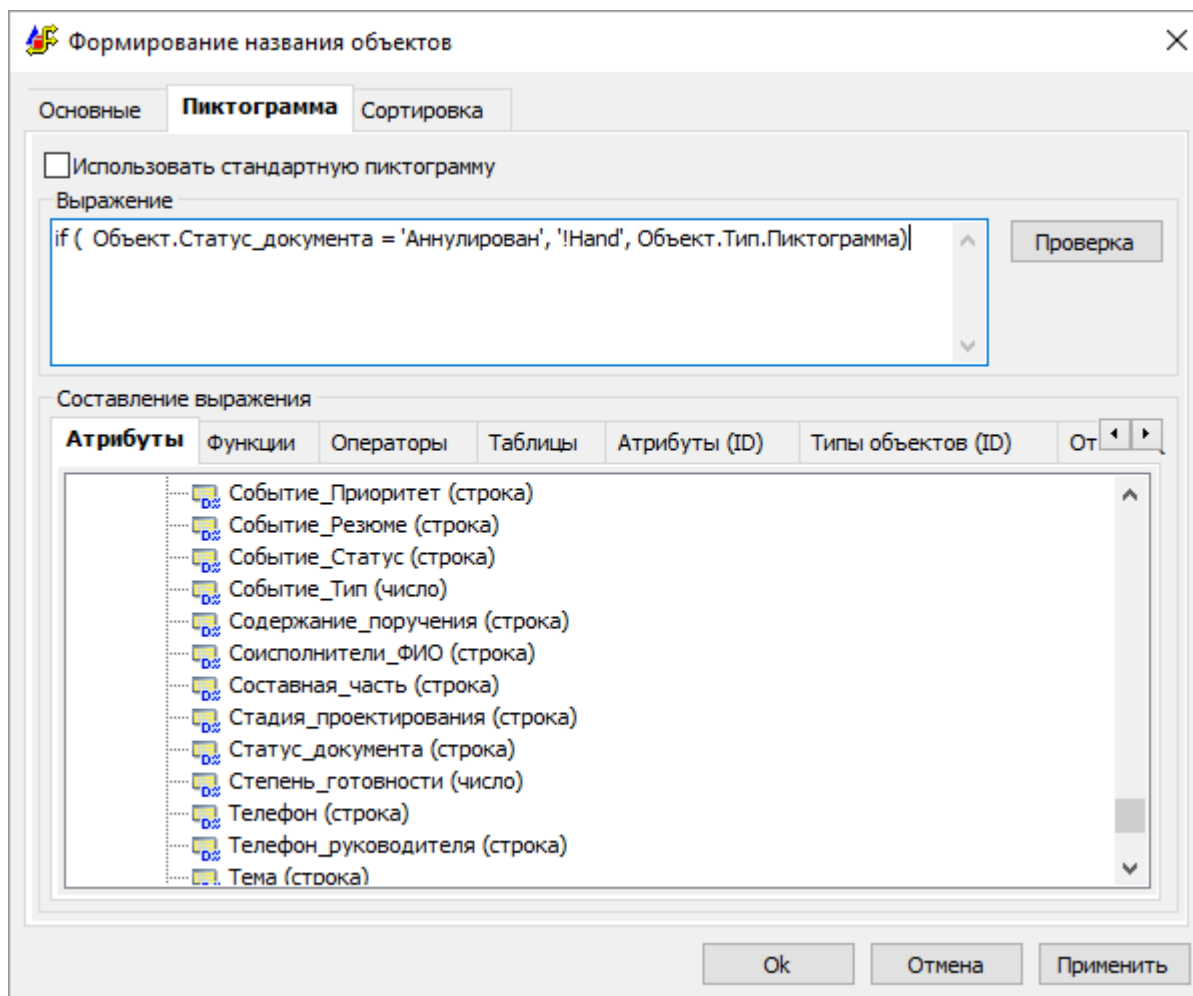 Формирование названия объектов
Основные Пиктограмма Сортировка
Использовать стандартную пиктограмму
Выражение
if ( Объект.Статус_документа = 'Аннулирован', '!Hand', Объект.Тип.Пиктограмма)
Проверка
Составление выражения
Атрибуты Функции Операторы Таблицы Атрибуты (ID) Типы объектов (ID) От
Событие_Приоритет (строка)
Событие_Резюме (строка)
Событие_Статус (строка)
Событие_Тип (число)
Содержание_поручения (строка)
Соисполнители_ФИО (строка)
Составная_часть (строка)
Стадия_проектирования (строка)
Статус_документа (строка)
Степень_готовности (число)
Телефон (строка)
Телефон_руководителя (строка)
Тема (строка)
Ok Отмена Применить